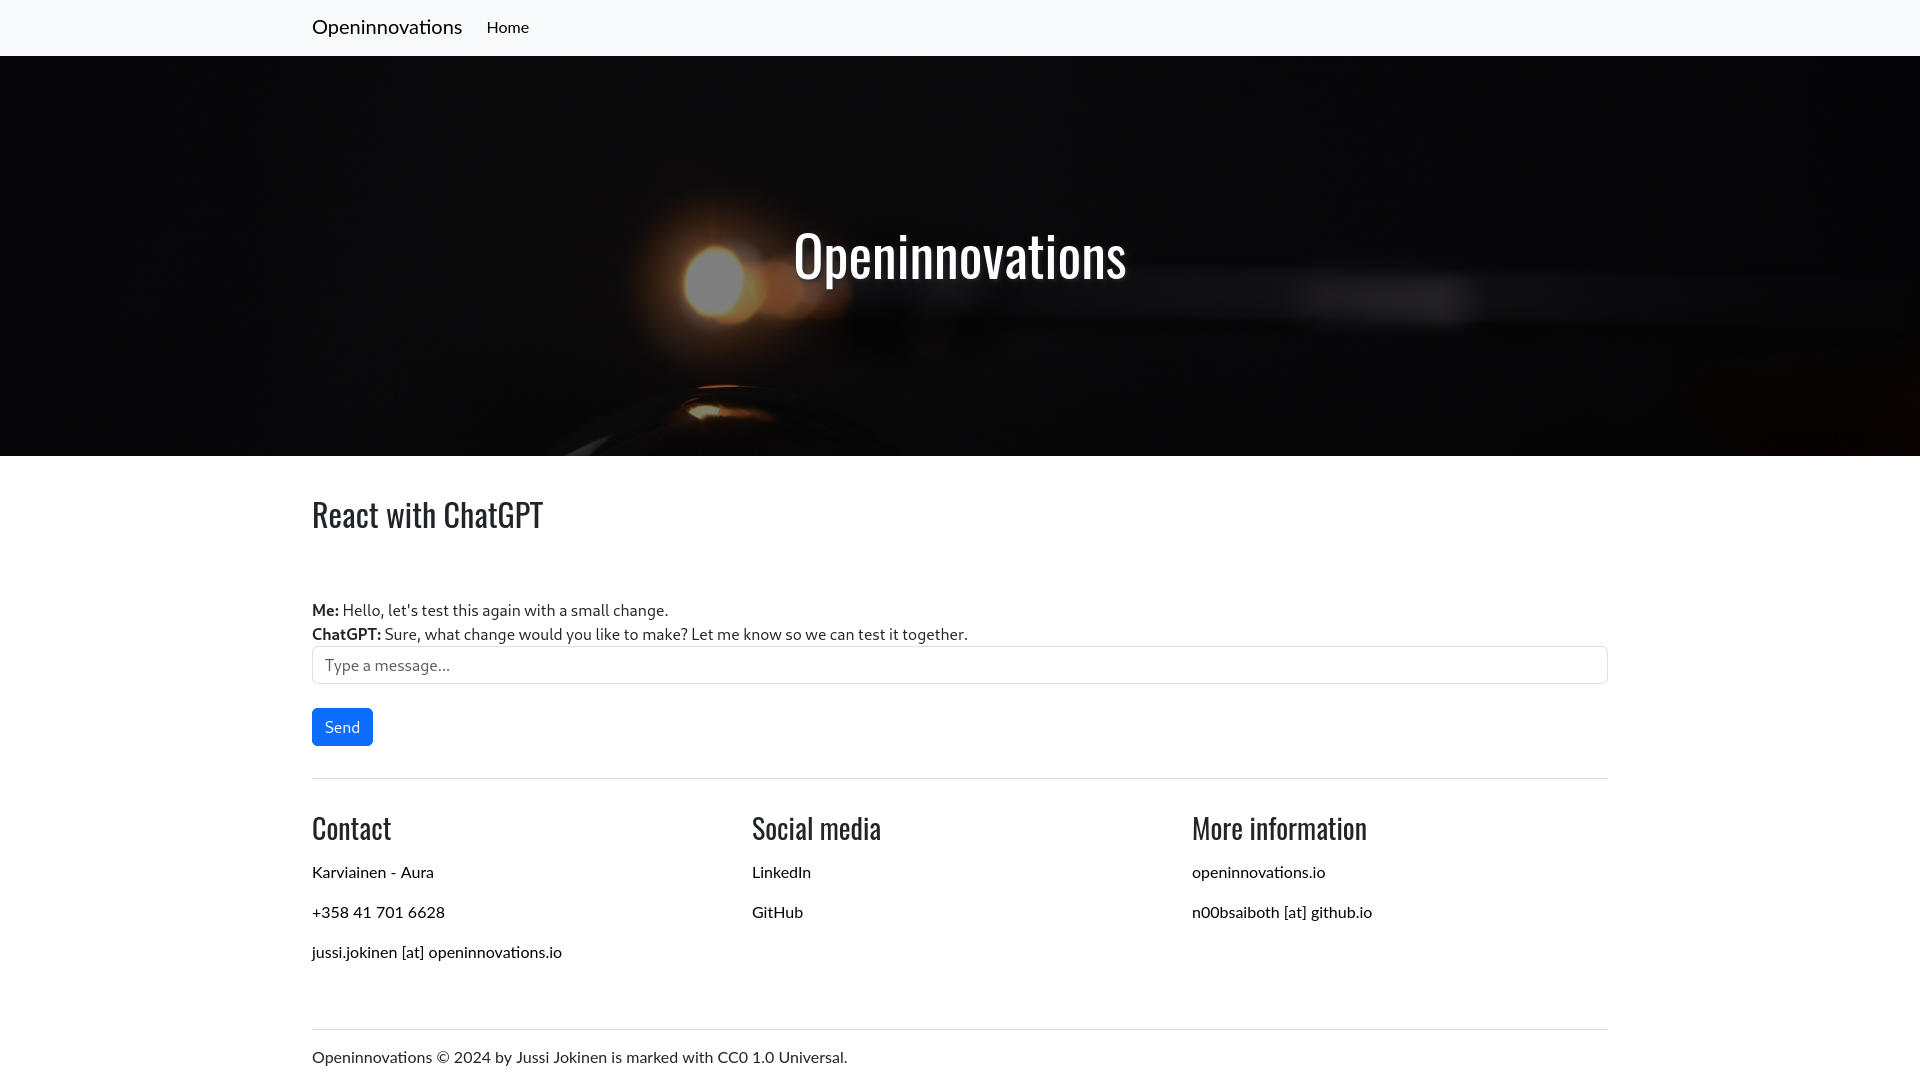 Openinnovations Home
Openinnovations
React with ChatGPT
Me: Hello, let's test this again with a small change.
ChatGPT: Sure, what change would you like to make? Let me know so we can test it together.
Type a message...
Send
Contact
Karviainen - Aura
+358 41 701 6628
jussi.jokinen [at] openinnovations.io
Social media
LinkedIn
GitHub
More information
openinnovations.io
n00bsaiboth [at] github.io
Openinnovations © 2024 by Jussi Jokinen is marked with CC0 1.0 Universal.